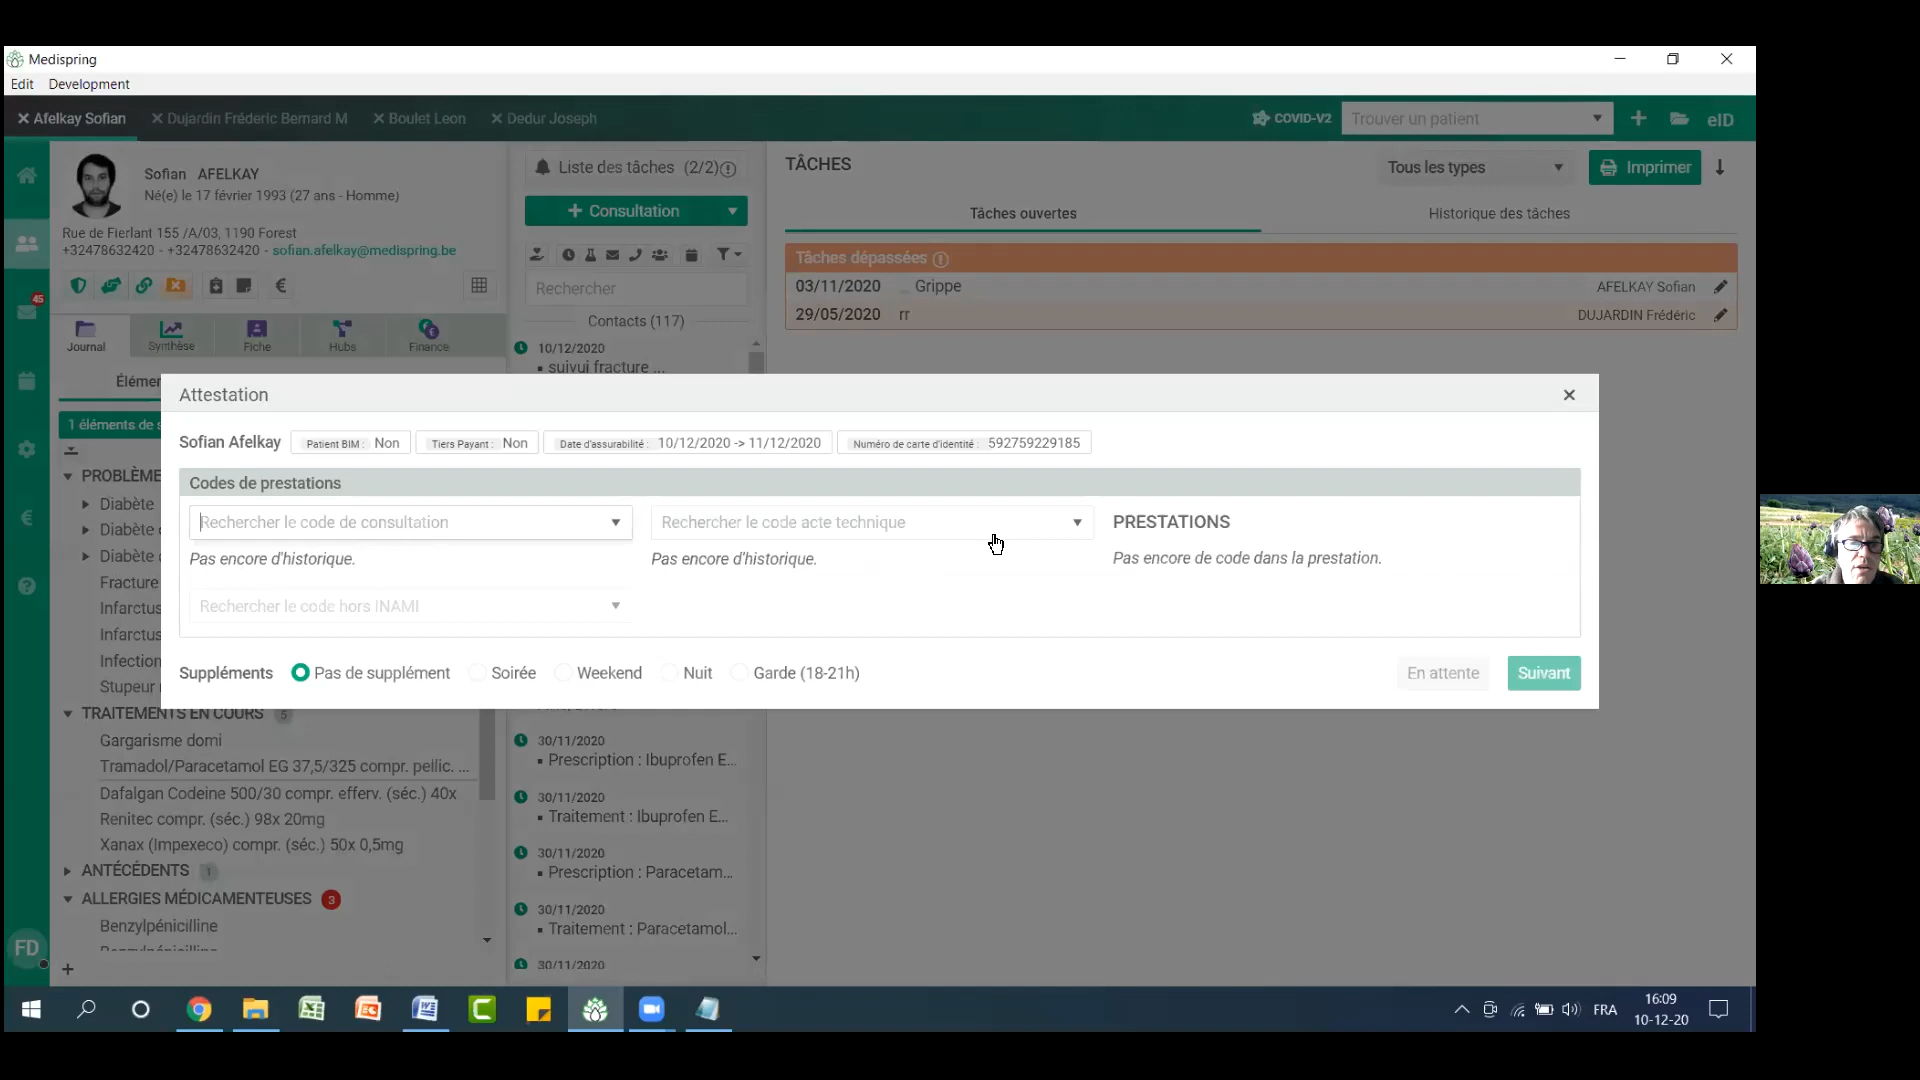 Medispring
Edit Development
Afelkay Sofian Dujardin Fréderic Bernard M Boulet Leon Dedur Joseph COVID-V2 Trouver un patient eID
Sofian AFELKAY
Né(e) le 17 février 1993 (27 ans - Homme)
Rue de Fierlant 155 /A/03, 1190 Forest
+32478632420 - +32478632420 - sofian.afelkay@medispring.be
45
Journal Synthèse Fiche Hubs Finance
Élémen
1 éléments de s
PROBLÈME
Diabète
Diabète
Diabète
Fracture
Infarctus
Infarctus
Infection
Stupeur
TRAITEMENTS EN COURS 5
Gargarisme domi
Tramadol/Paracetamol EG 37,5/325 compr. pellic. ...
Dafalgan Codeine 500/30 compr. efferv. (séc.) 40x
Renitec compr. (séc.) 98x 20mg
Xanax (Impexeco) compr. (séc.) 50x 0,5mg
ANTÉCÉDENTS 1
ALLERGIES MÉDICAMENTEUSES 3
Benzylpénicilline
FD
Liste des tâches (2/2)
+ Consultation
Rechercher
Contacts (117)
10/12/2020
suivui fracture ...
30/11/2020
Prescription : Ibuprofen E...
30/11/2020
Traitement : Ibuprofen E...
30/11/2020
Prescription : Paracetam...
30/11/2020
Traitement : Paracetamol...
30/11/2020
TÂCHES
Tous les types
Imprimer
Tâches ouvertes Historique des tâches
Tâches dépassées
03/11/2020 _ Grippe AFELKAY Sofian
29/05/2020 rr DUJARDIN Frédéric
Attestation
Sofian Afelkay Patient BIM : Non Tiers Payant : Non Date d'assurabilité : 10/12/2020 -> 11/12/2020 Numéro de carte d'identité : 592759229185
Codes de prestations
Rechercher le code de consultation Rechercher le code acte technique PRESTATIONS
Pas encore d'historique. Pas encore d'historique. Pas encore de code dans la prestation.
Rechercher le code hors INAMI
Suppléments Pas de supplément Soirée Weekend Nuit Garde (18-21h) En attente Suivant
FRA
16:09
10-12-20